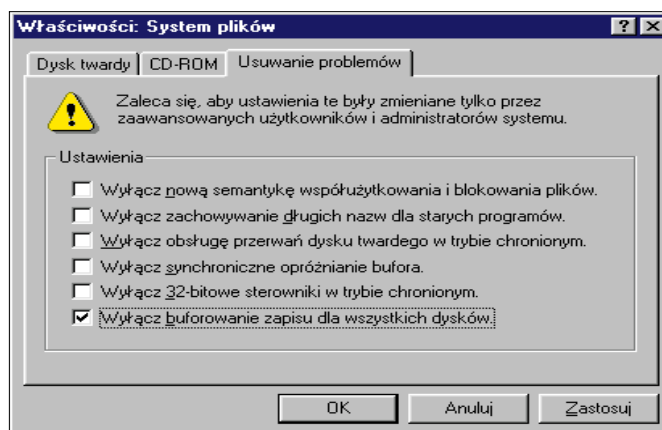 Właściwości: System plików
Dysk twardy CD-ROM Usuwanie problemów
Zaleca się, aby ustawienia te były zmieniane tylko przez
zaawansowanych użytkowników i administratorów systemu.
Ustawienia
Wyłącz nową semantykę współużytkowania i blokowania plików.
Wyłącz zachowywanie długich nazw dla starych programów.
Wyłącz obsługę przerwań dysku twardego w trybie chronionym.
Wyłącz synchroniczne opróżnianie bufora.
Wyłącz 32-bitowe sterowniki w trybie chronionym.
Wyłącz buforowanie zapisu dla wszystkich dysków.
OK Anuluj Zastosuj